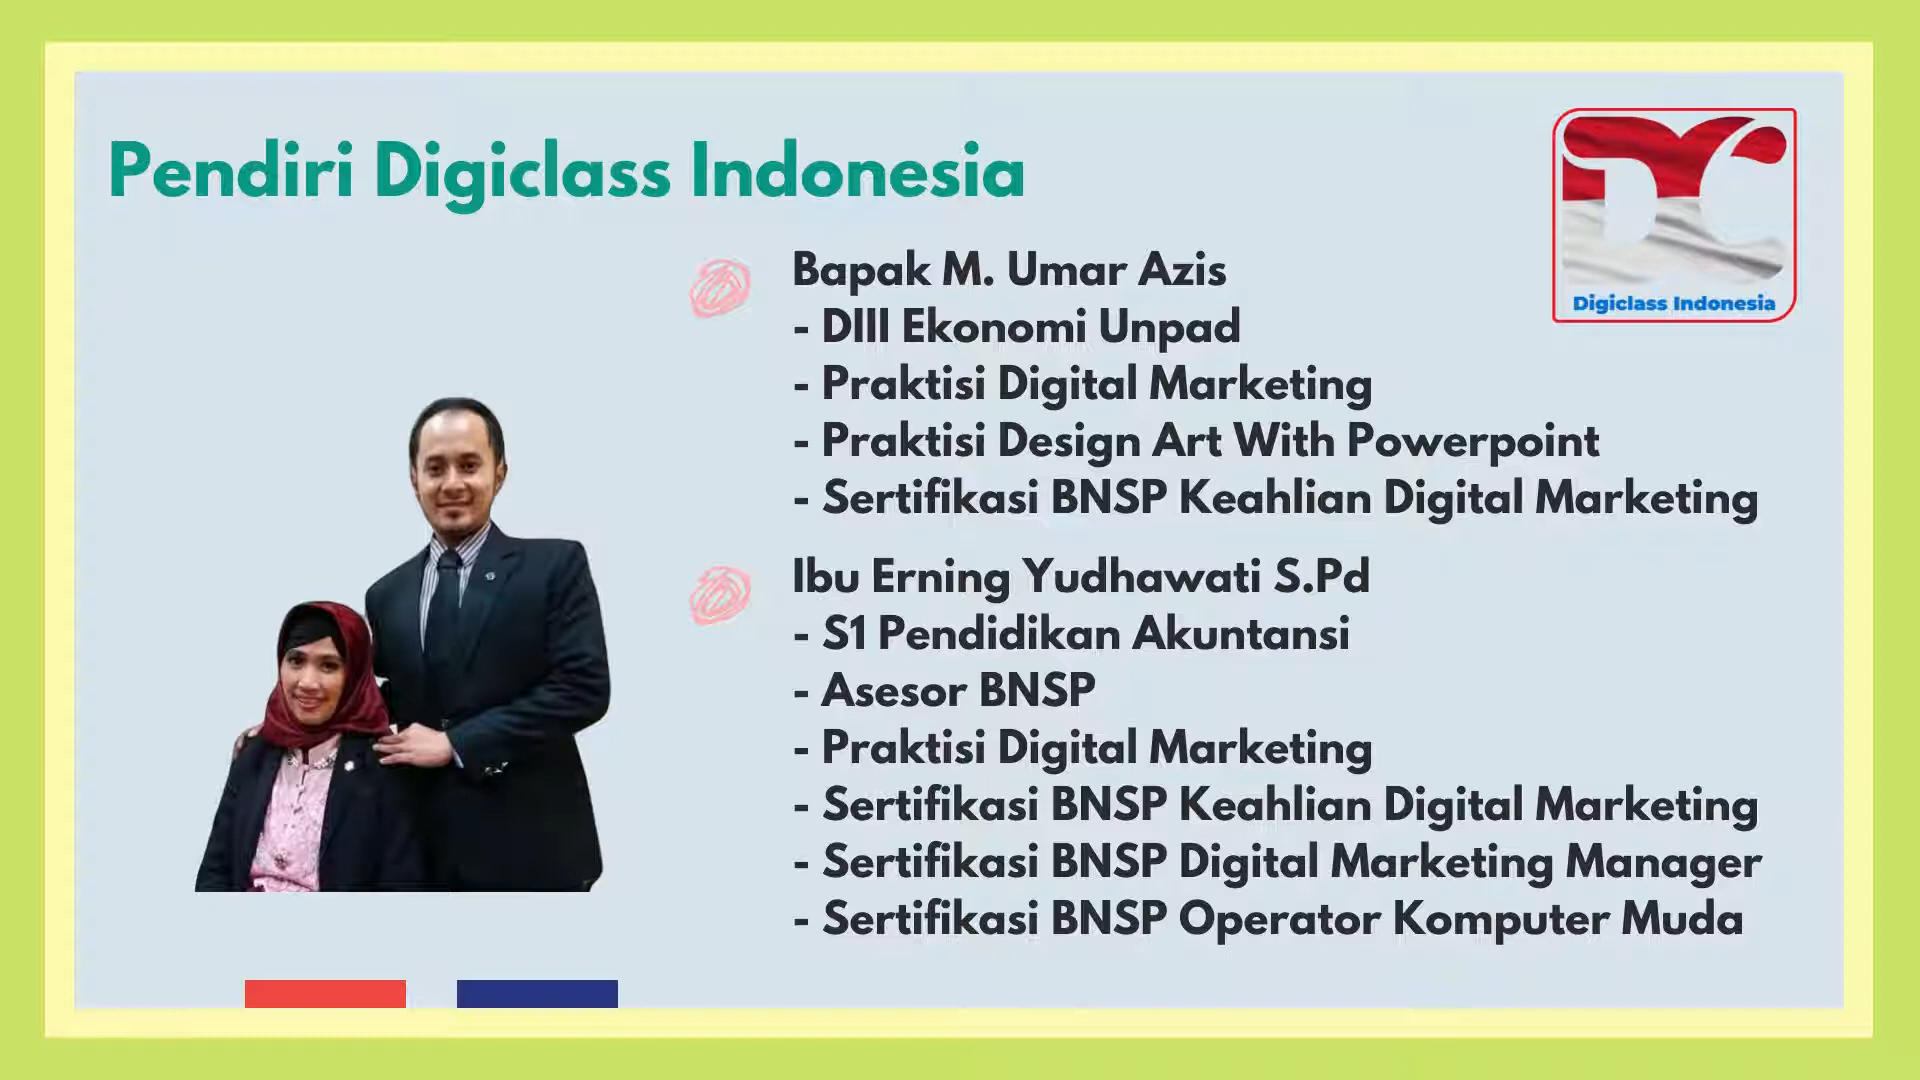 Pendiri Digiclass Indonesia
DC
Digiclass Indonesia
Bapak M. Umar Azis
- DIII Ekonomi Unpad
- Praktisi Digital Marketing
- Praktisi Design Art With Powerpoint
- Sertifikasi BNSP Keahlian Digital Marketing
Ibu Erning Yudhawati S.Pd
- S1 Pendidikan Akuntansi
- Asesor BNSP
- Praktisi Digital Marketing
- Sertifikasi BNSP Keahlian Digital Marketing
- Sertifikasi BNSP Digital Marketing Manager
- Sertifikasi BNSP Operator Komputer Muda